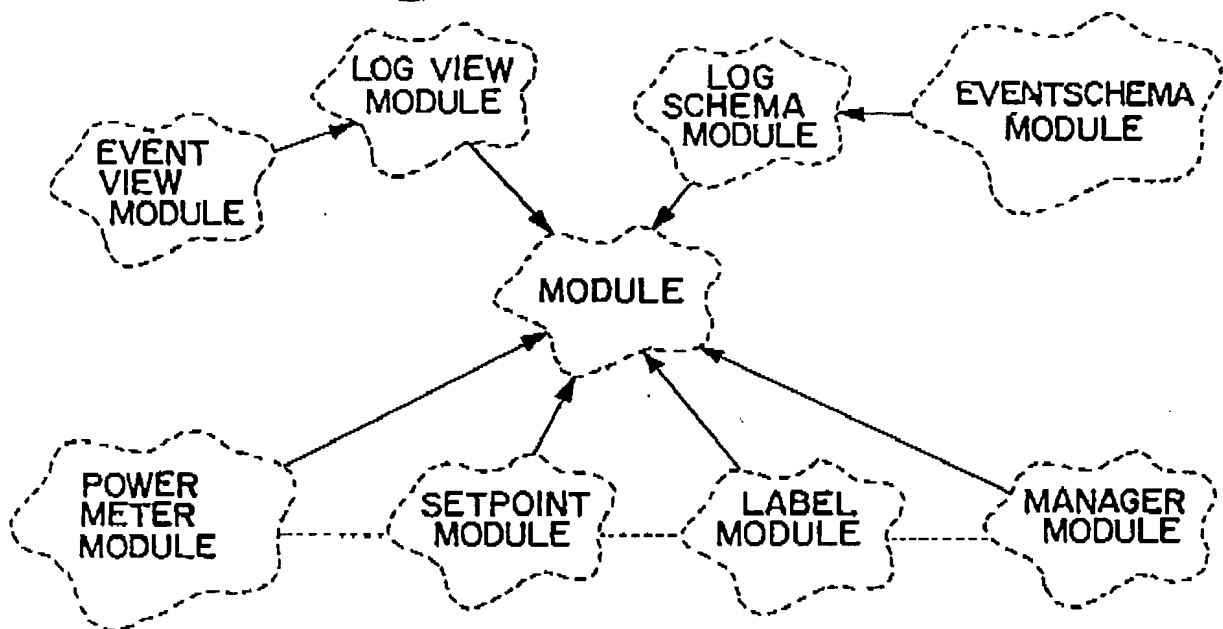 LOG VIEW
MODULE
LOG
SCHEMA
MODULE
EVENTSCHEMA
MODULE
EVENT
VIEW
MODULE
MODULE
POWER
METER
MODULE
SETPOINT
MODULE
LABEL
MODULE
MANAGER
MODULE